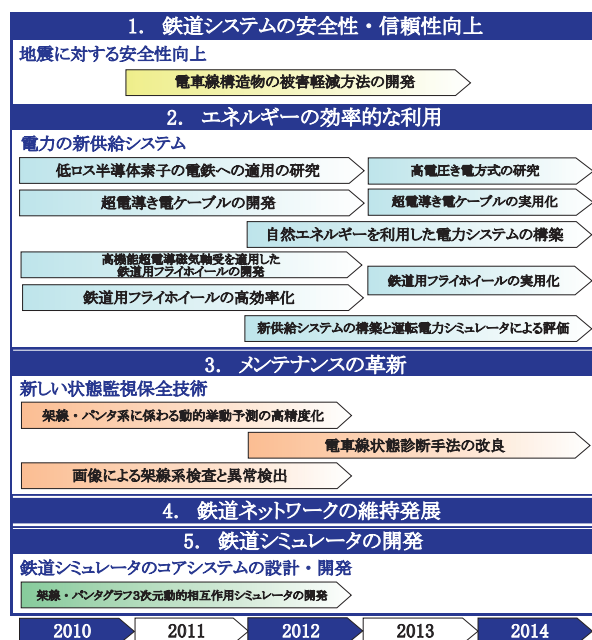 1. 鉄道システムの安全性・信頼性向上
地震に対する安全性向上
電車線構造物の被害軽減方法の開発
2. エネルギーの効率的な利用
電力の新供給システム
低ロス半導体素子の電鉄への適用の研究
高電圧き電方式の研究
超電導き電ケーブルの開発
超電導き電ケーブルの実用化
自然エネルギーを利用した電力システムの構築
高機能超電導磁気軸受を適用した
鉄道用フライホイールの開発
鉄道用フライホイールの実用化
鉄道用フライホイールの高効率化
新供給システムの構築と運転電力シミュレータによる評価
3. メンテナンスの革新
新しい状態監視保全技術
架線・パンタ系に係わる動的挙動予測の高精度化
電車線状態診断手法の改良
画像による架線系検査と異常検出
4. 鉄道ネットワークの維持発展
5. 鉄道シミュレータの開発
鉄道シミュレータのコアシステムの設計・開発
架線・パンタグラフ3次元動的相互作用シミュレータの開発
2010 2011 2012 2013 2014